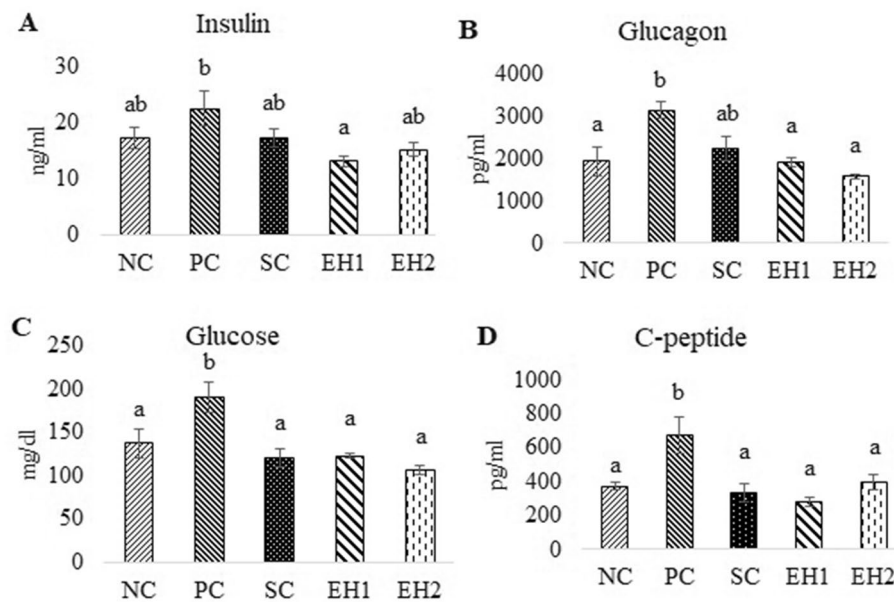 A
Insulin
30
20
10
0
ng/ml
ab
b
ab
a
ab
NC PC SC EH1 EH2
B
Glucagon
4000
3000
2000
1000
0
pg/ml
a
b
ab
a
a
NC PC SC EH1 EH2
C
Glucose
250
200
150
100
50
0
mg/dl
a
b
a
a
a
NC PC SC EH1 EH2
D
C-peptide
1000
800
600
400
200
0
pg/ml
a
b
a
a
a
NC PC SC EH1 EH2